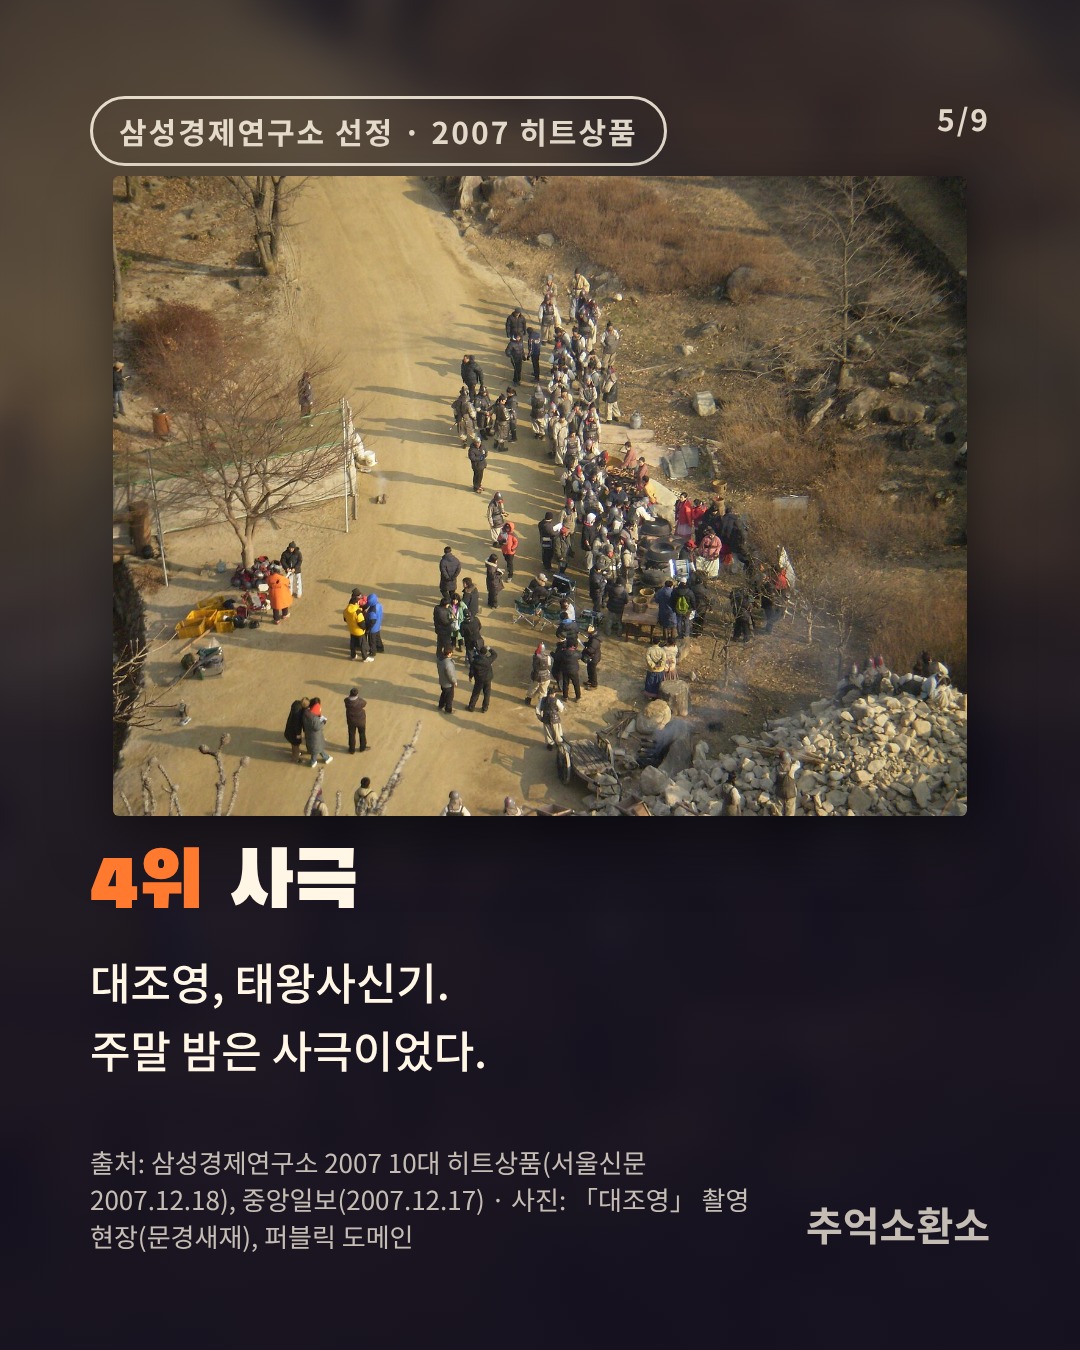 삼성경제연구소 선정 · 2007 히트상품
5/9
4위 사극
대조영, 태왕사신기.
주말 밤은 사극이었다.
출처: 삼성경제연구소 2007 10대 히트상품(서울신문
2007.12.18), 중앙일보(2007.12.17) · 사진: 「대조영」 촬영
현장(문경새재), 퍼블릭 도메인
추억소환소